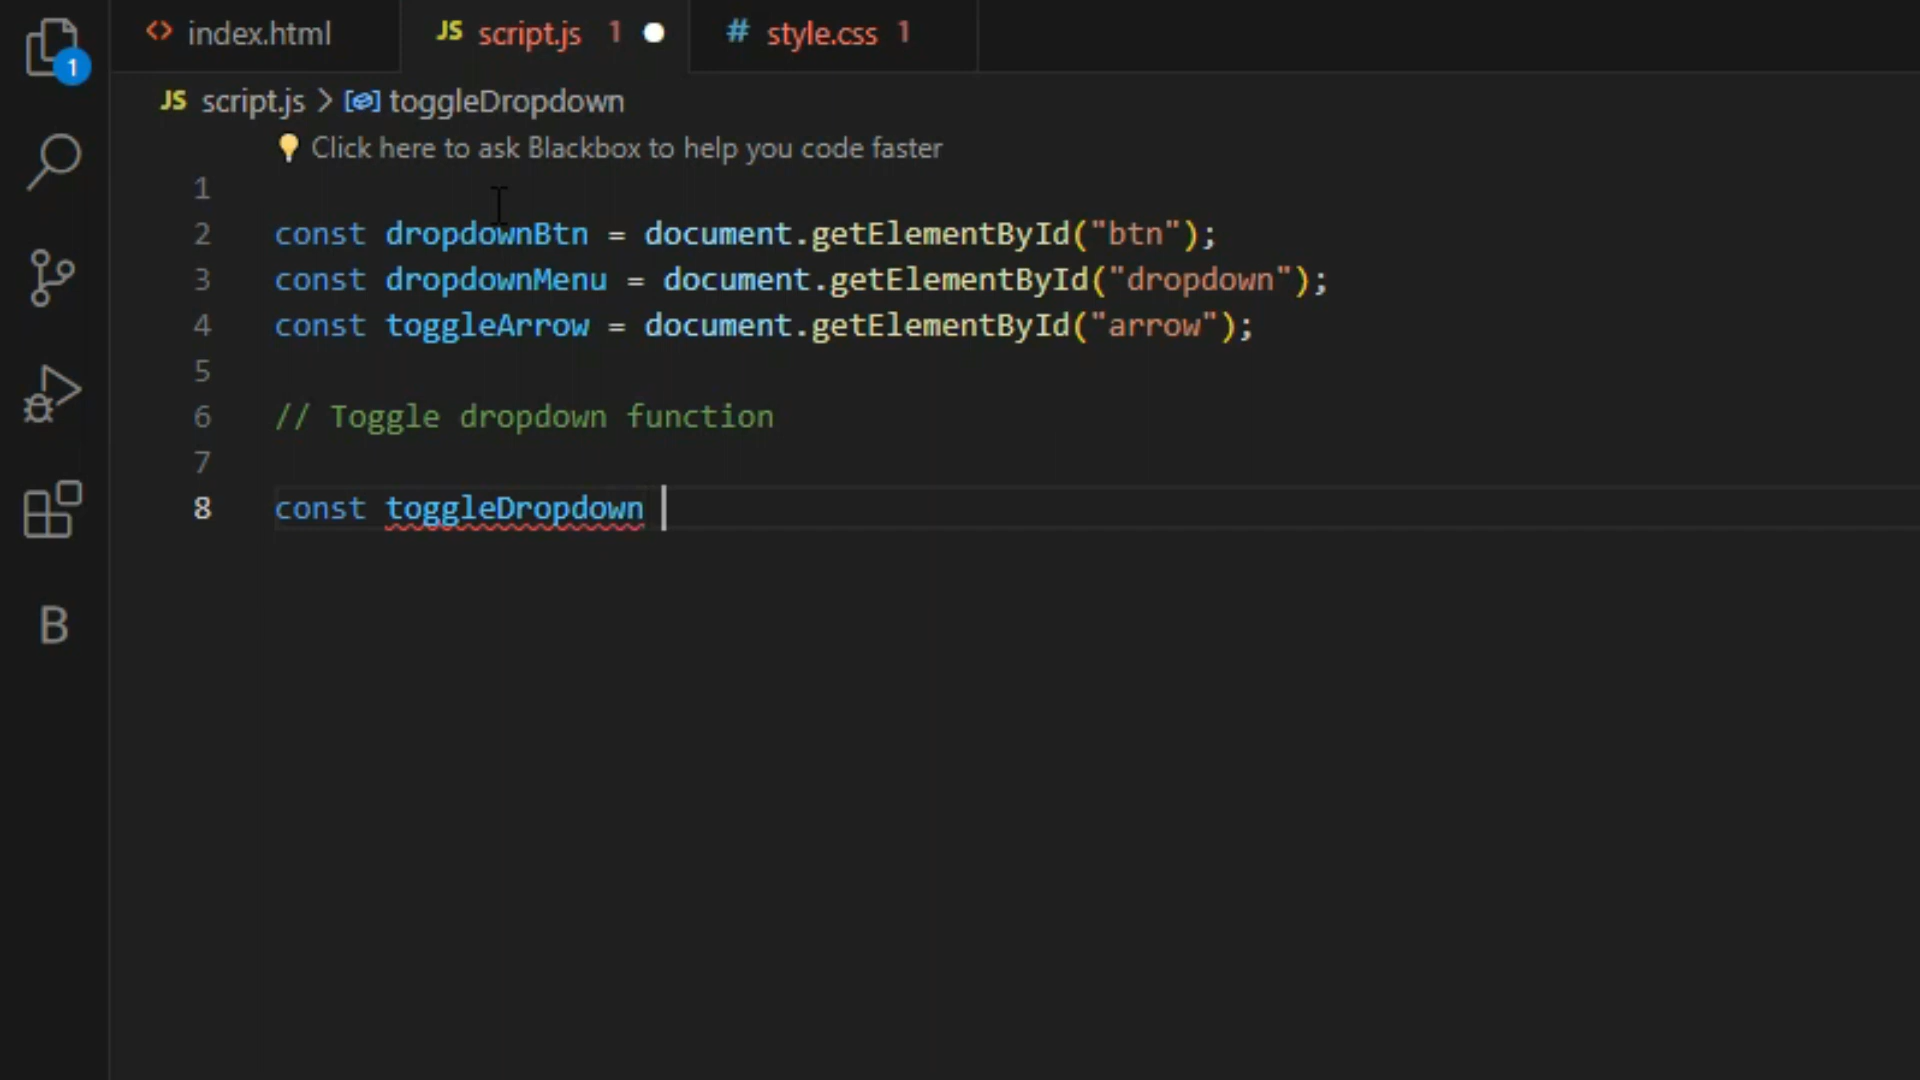 1
<> index.html JS script.js 1 # style.css 1
JS script.js > toggleDropdown
Click here to ask Blackbox to help you code faster
1
2 const dropdownBtn = document.getElementById("btn");
3 const dropdownMenu = document.getElementById("dropdown");
4 const toggleArrow = document.getElementById("arrow");
5
6 // Toggle dropdown function
7
8 const toggleDropdown
B